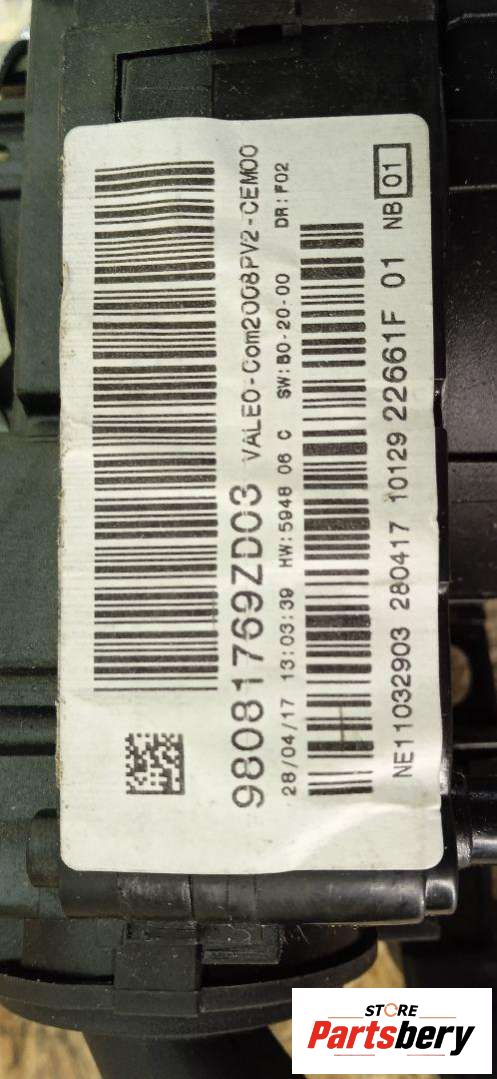 98081769ZD03 VALEO-Com2008PV2-CEM00
28/04/17 13:03:39 HW:5948 06 C SW:B0-20-00 DR:F02
NE11032903 280417 10129 22661F 01 NB 01
STORE
Partsbery